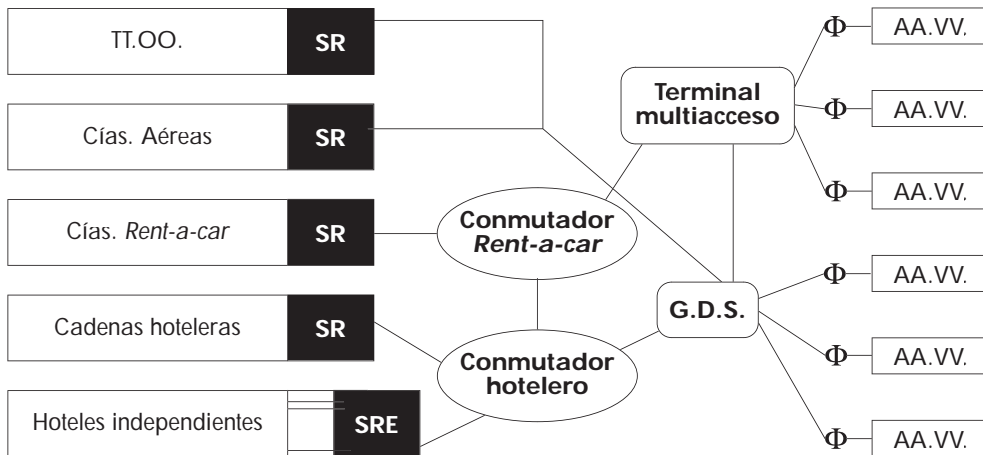 TT.OO. SR
Cías. Aéreas SR
Cías. Rent-a-car SR
Cadenas hoteleras SR
Hoteles independientes SRE
Conmutador
Rent-a-car
Conmutador
hotelero
Terminal
multiacceso
G.D.S.
Φ AA.VV.
Φ AA.VV.
Φ AA.VV.
Φ AA.VV.
Φ AA.VV.
Φ AA.VV.